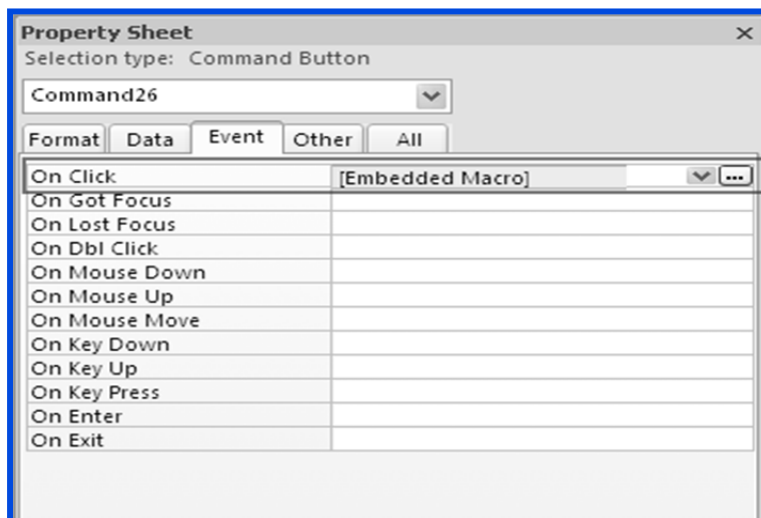 Property Sheet
Selection type: Command Button
Command26
Format Data Event Other All
On Click [Embedded Macro]
On Got Focus
On Lost Focus
On Dbl Click
On Mouse Down
On Mouse Up
On Mouse Move
On Key Down
On Key Up
On Key Press
On Enter
On Exit